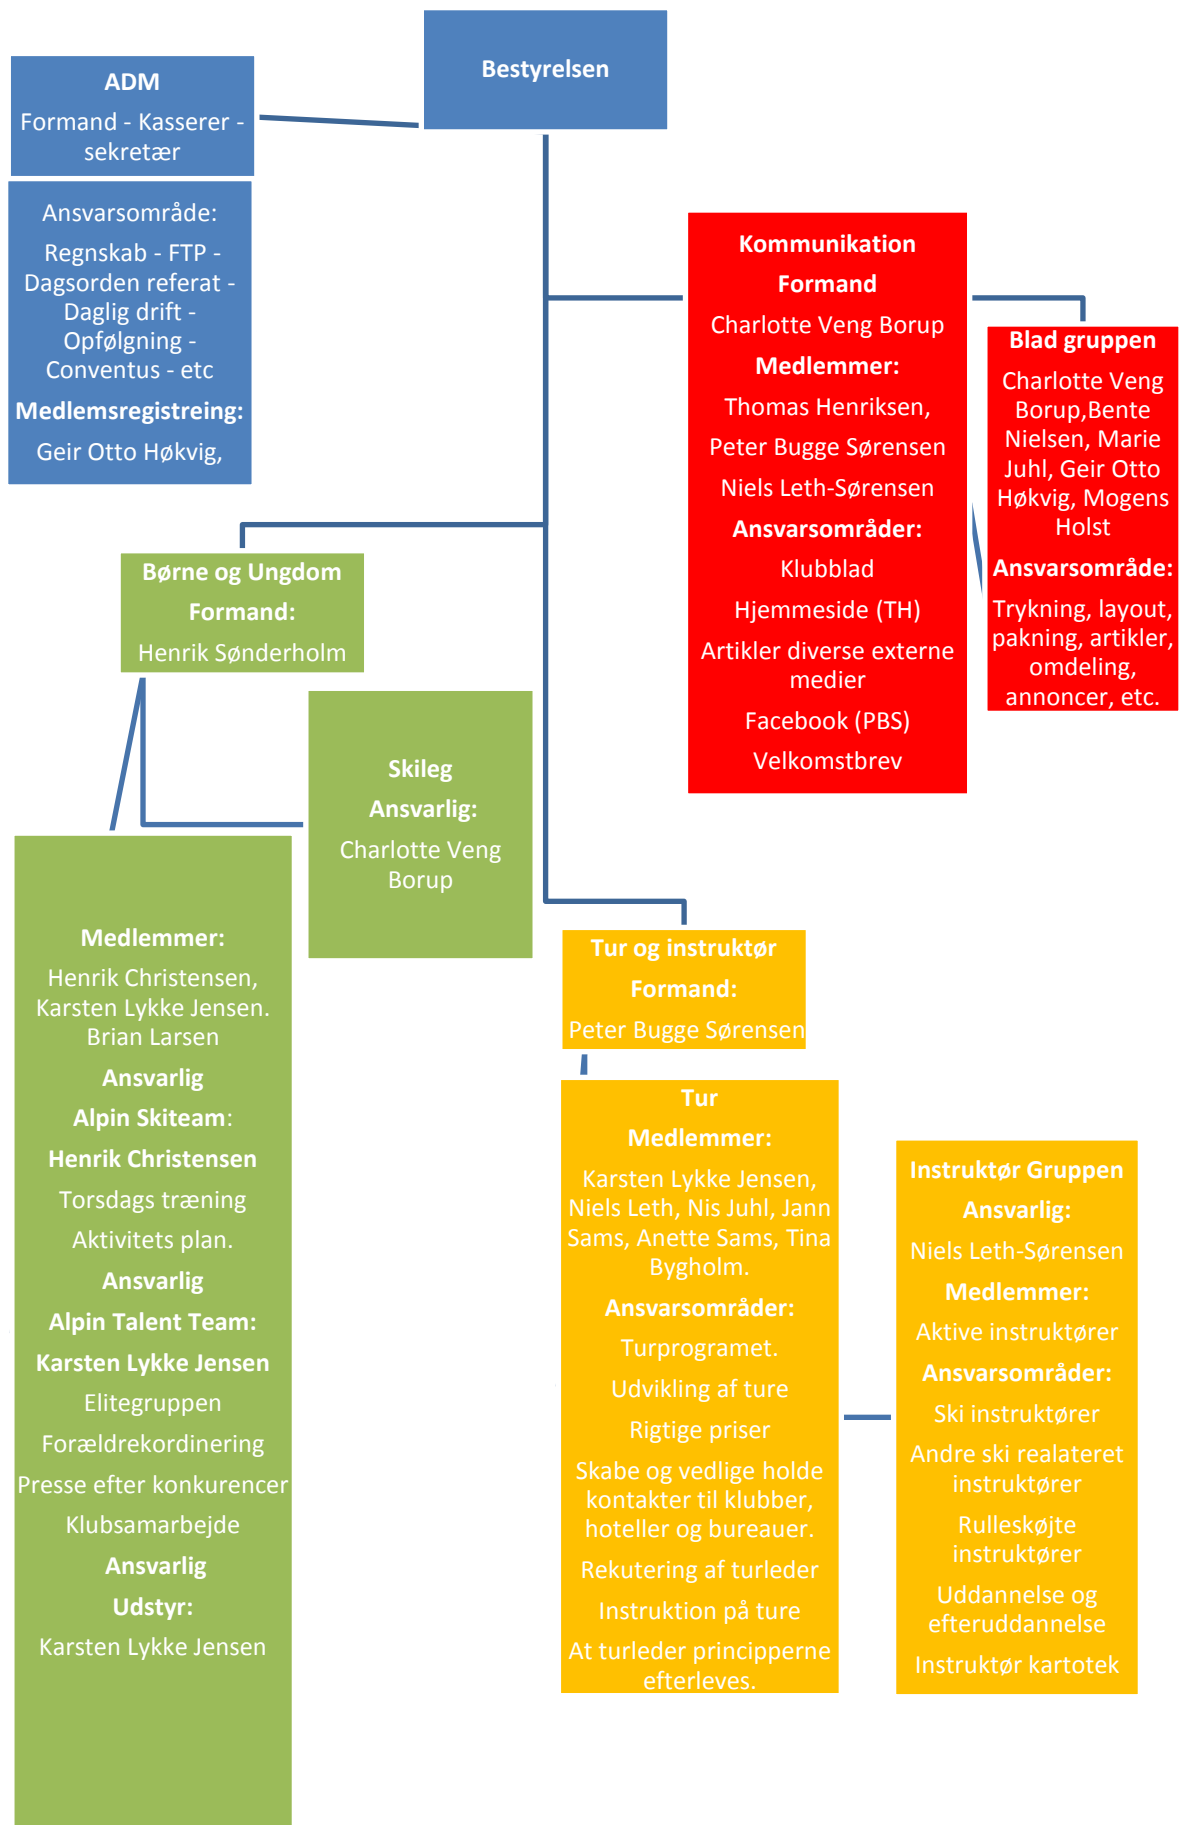 Bestyrelsen
ADM
Formand - Kasserer -
sekretær
Ansvarsområde:
Regnskab - FTP -
Dagsorden referat -
Daglig drift -
Opfølgning -
Conventus - etc
Medlemsregistreing:
Geir Otto Høkvig,
Kommunikation
Formand
Charlotte Veng Borup
Medlemmer:
Thomas Henriksen,
Peter Bugge Sørensen
Niels Leth-Sørensen
Ansvarsområder:
Klubblad
Hjemmeside (TH)
Artikler diverse externe
medier
Facebook (PBS)
Velkomstbrev
Blad gruppen
Charlotte Veng
Borup,Bente
Nielsen, Marie
Juhl, Geir Otto
Høkvig, Mogens
Holst
Ansvarsområde:
Trykning, layout,
pakning, artikler,
omdeling,
annoncer, etc.
Børne og Ungdom
Formand:
Henrik Sønderholm
Skileg
Ansvarlig:
Charlotte Veng
Borup
Medlemmer:
Henrik Christensen,
Karsten Lykke Jensen.
Brian Larsen
Ansvarlig
Alpin Skiteam:
Henrik Christensen
Torsdags træning
Aktivitets plan.
Ansvarlig
Alpin Talent Team:
Karsten Lykke Jensen
Elitegruppen
Forældrekordinering
Presse efter konkurencer
Klubsamarbejde
Ansvarlig
Udstyr:
Karsten Lykke Jensen
Tur og instruktør
Formand:
Peter Bugge Sørensen
Tur
Medlemmer:
Karsten Lykke Jensen,
Niels Leth, Nis Juhl, Jann
Sams, Anette Sams, Tina
Bygholm.
Ansvarsområder:
Turprogramet.
Udvikling af ture
Rigtige priser
Skabe og vedlige holde
kontakter til klubber,
hoteller og bureauer.
Rekutering af turleder
Instruktion på ture
At turleder principperne
efterleves.
Instruktør Gruppen
Ansvarlig:
Niels Leth-Sørensen
Medlemmer:
Aktive instruktører
Ansvarsområder:
Ski instruktører
Andre ski realateret
instruktører
Rulleskøjte
instruktører
Uddannelse og
efteruddannelse
Instruktør kartotek